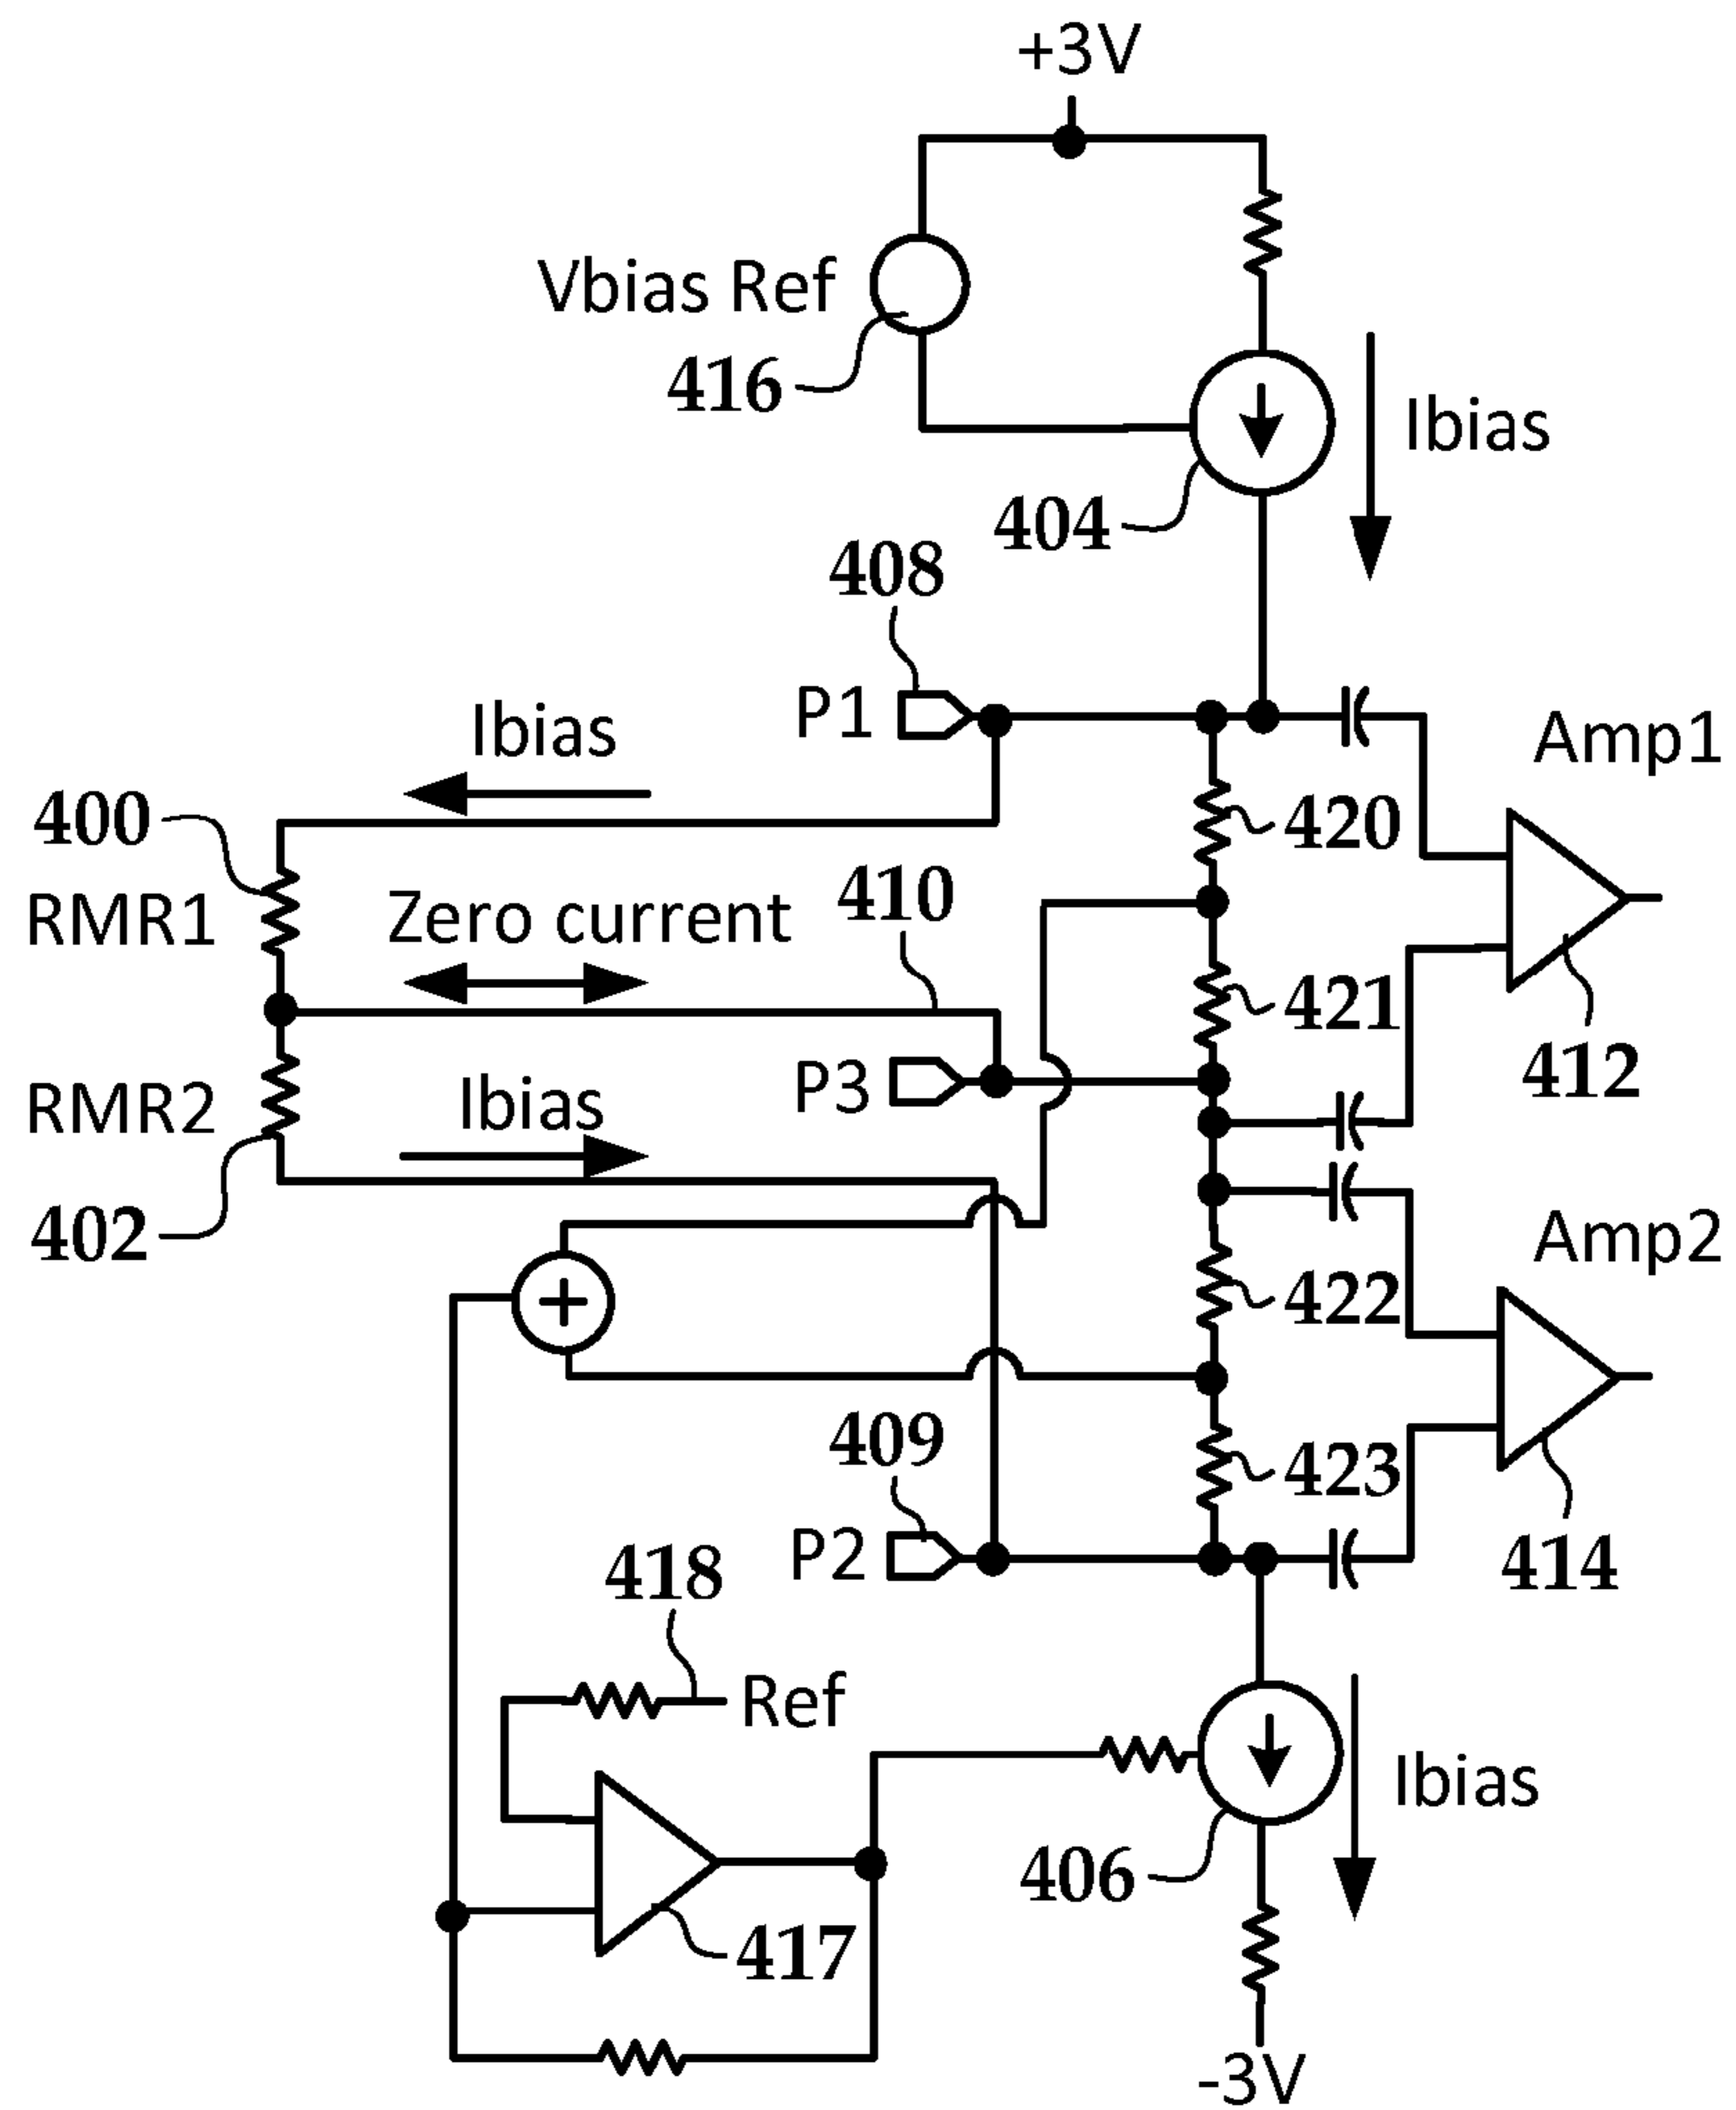 +3V
Vbias Ref
416
Ibias
404
408
P1
Ibias
Amp1
400
420
RMR1
Zero current
410
421
P3
412
RMR2
Ibias
402
Amp2
422
409
423
P2
418
414
Ref
Ibias
406
417
-3V
+